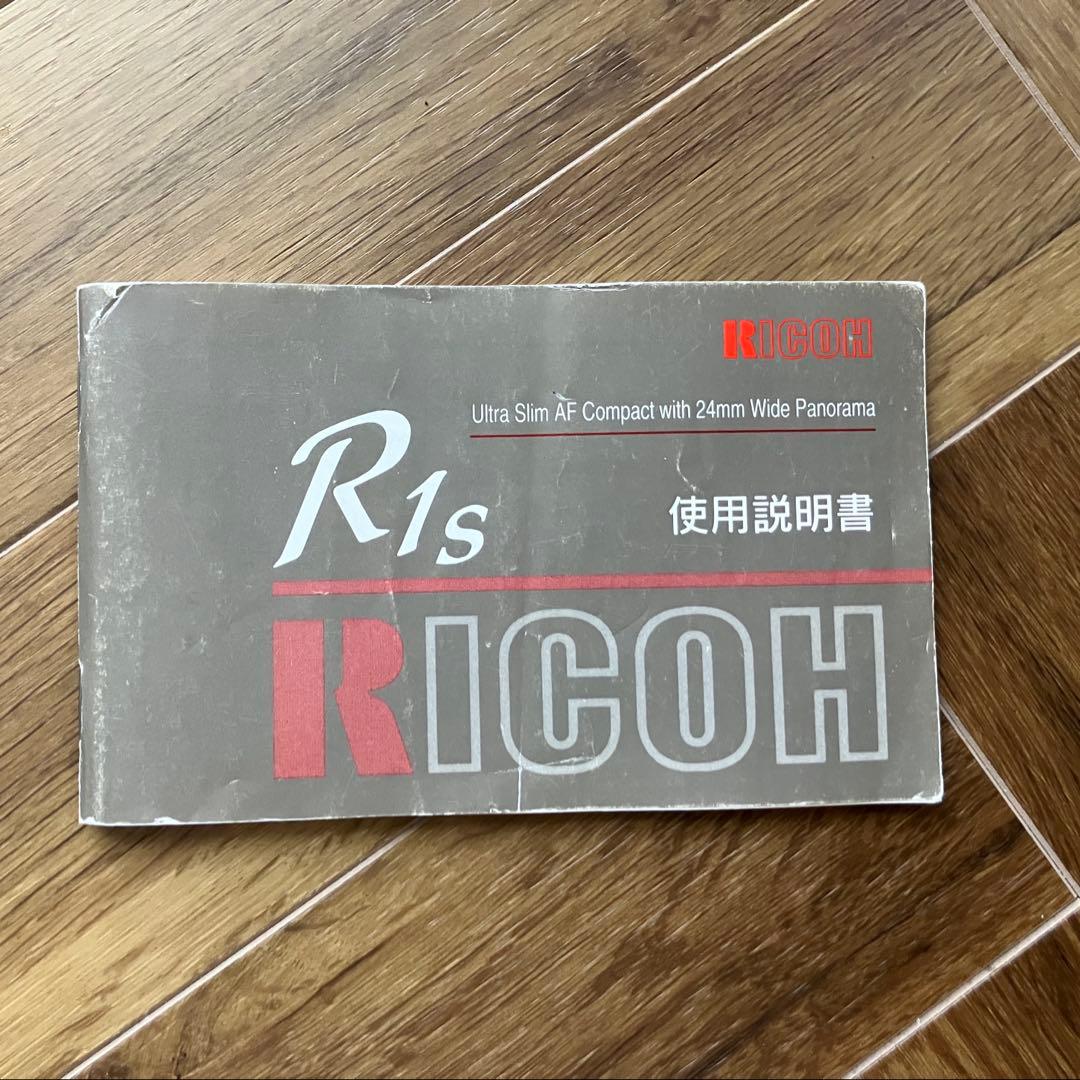 RICOH
Ultra Slim AF Compact with 24mm Wide Panorama
R1s
使用説明書
RICOH